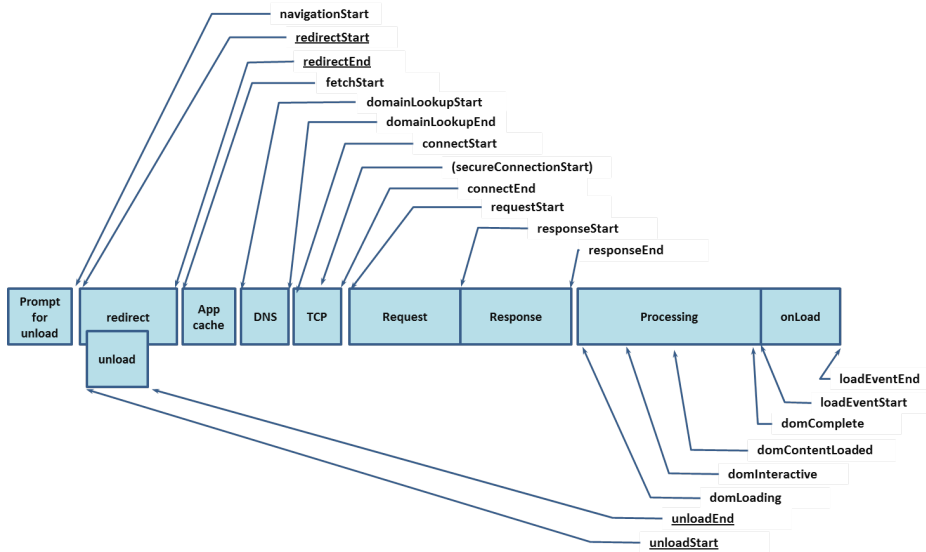 navigationStart
redirectStart
redirectEnd
fetchStart
domainLookupStart
domainLookupEnd
connectStart
(secureConnectionStart)
connectEnd
requestStart
responseStart
responseEnd
Prompt
for
unload
redirect
unload
App
cache
DNS
TCP
Request
Response
Processing
onLoad
loadEventEnd
loadEventStart
domComplete
domContentLoaded
domInteractive
domLoading
unloadEnd
unloadStart